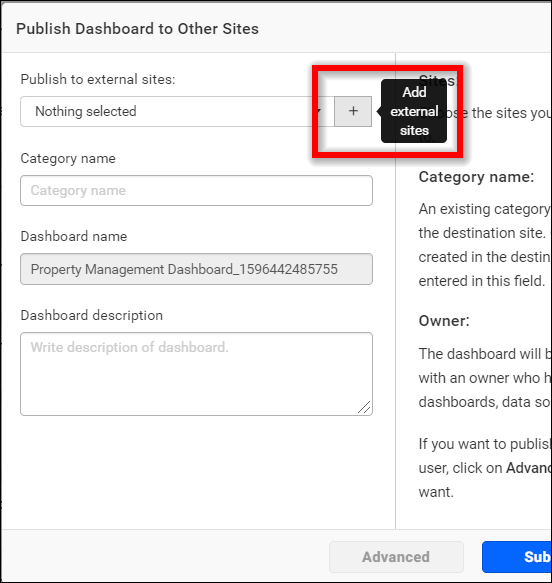 Publish Dashboard to Other Sites
Publish to external sites:
Nothing selected
+
Add
external
sites
Category name
Category name
Dashboard name
Property Management Dashboard_1596442485755
Dashboard description
Write description of dashboard.
Sites
the sites you
Category name:
An existing category
the destination site.
created in the destin
entered in this field.
Owner:
The dashboard will b
with an owner who h
dashboards, data so
If you want to publis
user, click on Advanc
want.
Advanced
Sub